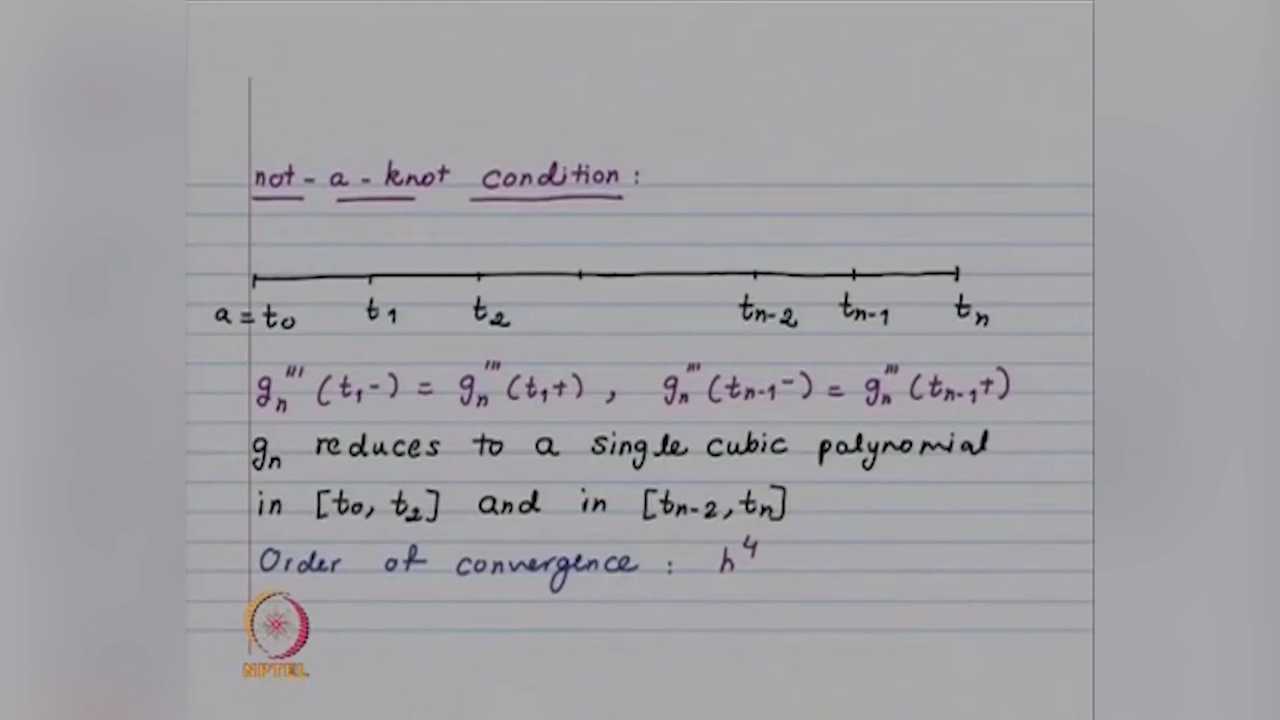 not-a-knot condition:
a = t₀ t₁ t₂ tₙ₋₂ tₙ₋₁ tₙ
gₙ'''(t₁-) = gₙ'''(t₁+), gₙ'''(tₙ₋₁-) = gₙ'''(tₙ₋₁+)
gₙ reduces to a single cubic polynomial
in [t₀, t₂] and in [tₙ₋₂, tₙ]
Order of convergence: h⁴
NPTEL